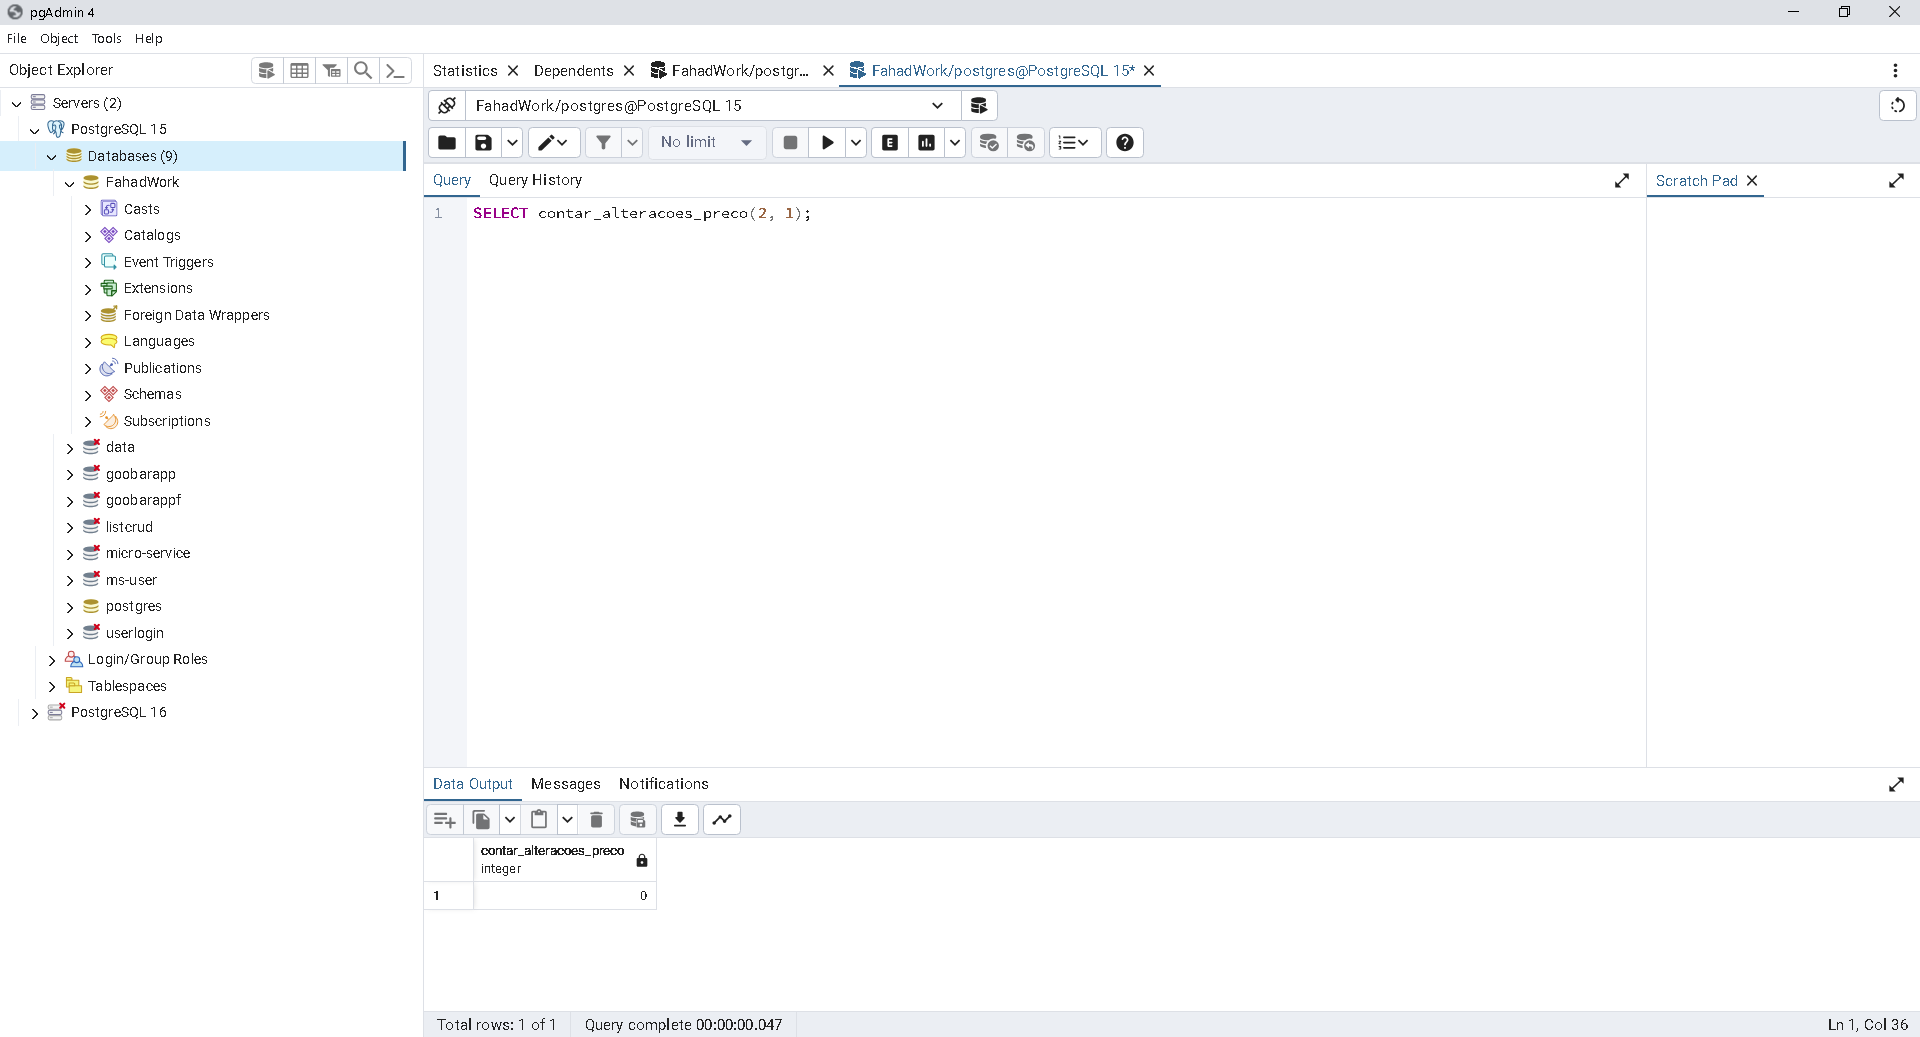 pgAdmin 4
File Object Tools Help
Object Explorer
Statistics Dependents FahadWork/postgr... FahadWork/postgres@PostgreSQL 15*
Servers (2)
PostgreSQL 15
Databases (9)
FahadWork
Casts
Catalogs
Event Triggers
Extensions
Foreign Data Wrappers
Languages
Publications
Schemas
Subscriptions
data
goobarapp
goobarappf
listcrud
micro-service
ms-user
postgres
userlogin
Login/Group Roles
Tablespaces
PostgreSQL 16
FahadWork/postgres@PostgreSQL 15
No limit
E
Query Query History
Scratch Pad
1 SELECT contar_alteracoes_preco(2, 1);
Data Output Messages Notifications
contar_alteracoes_preco
integer
1 0
Total rows: 1 of 1 Query complete 00:00:00.047 Ln 1, Col 36